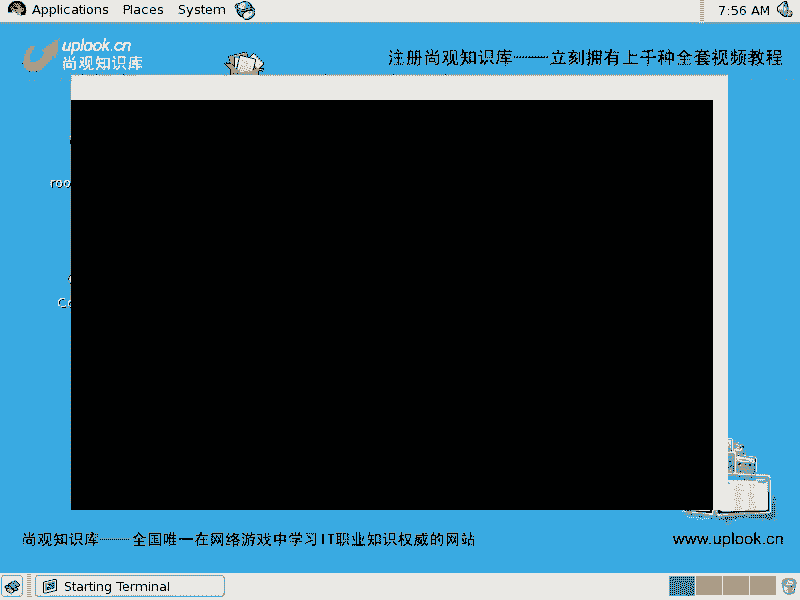 Applications Places System 7:56 AM
uplook.cn
尚观知识库
注册尚观知识库┈┈立刻拥有上千种全套视频教程
roo
C
尚观知识库┈┈全国唯一在网络游戏中学习IT职业知识权威的网站
www.uplook.cn
Starting Terminal